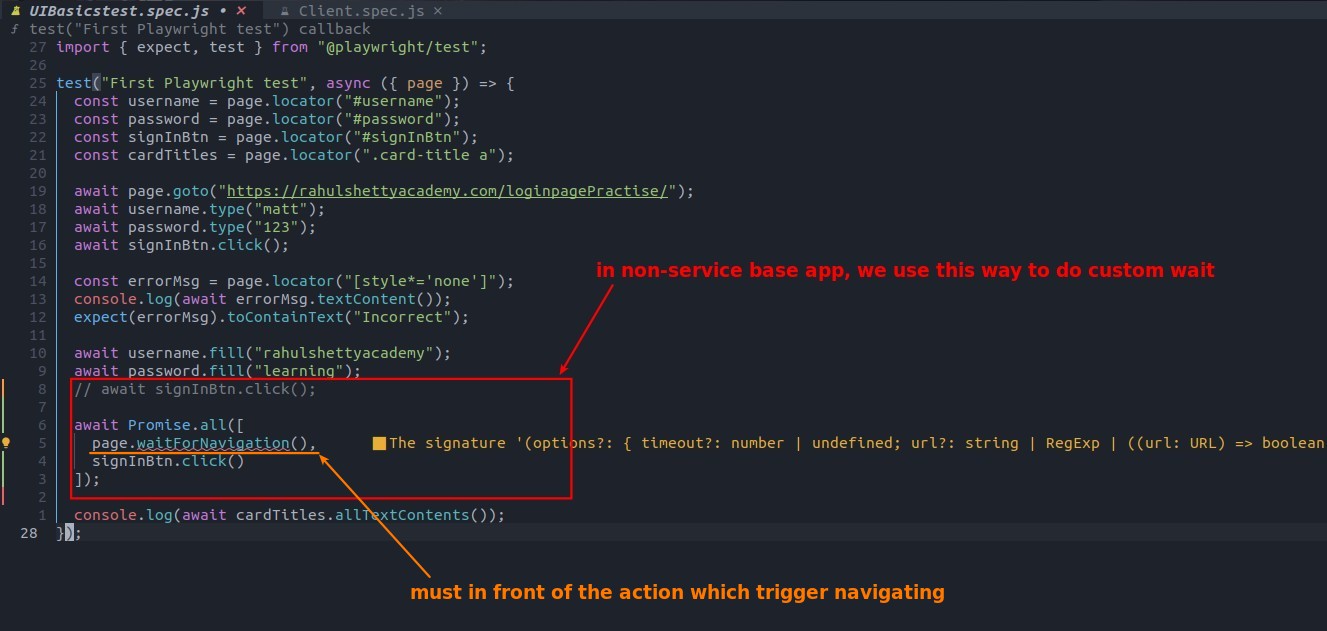 UIBasicstest.spec.js • × Client.spec.js ×
f test("First Playwright test") callback
27 import { expect, test } from "@playwright/test";
26
25 test("First Playwright test", async ({ page }) => {
24 const username = page.locator("#username");
23 const password = page.locator("#password");
22 const signInBtn = page.locator("#signInBtn");
21 const cardTitles = page.locator(".card-title a");
20
19 await page.goto("https://rahulshettyacademy.com/loginpagePractise/");
18 await username.type("matt");
17 await password.type("123");
16 await signInBtn.click();
15
in non-service base app, we use this way to do custom wait
14 const errorMsg = page.locator("[style*='none']");
13 console.log(await errorMsg.textContent());
12 expect(errorMsg).toContainText("Incorrect");
11
10 await username.fill("rahulshettyacademy");
9 await password.fill("learning");
8 // await signInBtn.click();
7
6 await Promise.all([
5 page.waitForNavigation(), The signature '(options?: { timeout?: number | undefined; url?: string | RegExp | ((url: URL) => boolean
4 signInBtn.click()
3 ]);
2
1 console.log(await cardTitles.allTextContents());
28 });
must in front of the action which trigger navigating